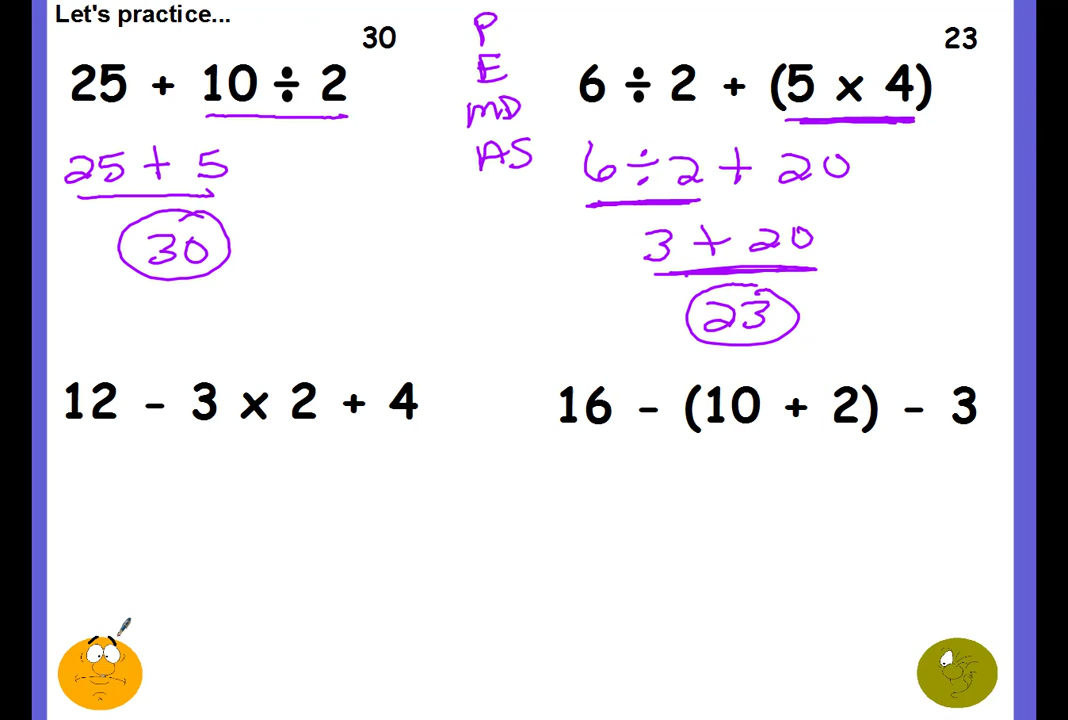 Let's practice...
30
25 + 10 ÷ 2
25 + 5
30
P
E
MD
AS
23
6 ÷ 2 + (5 x 4)
6 ÷ 2 + 20
3 + 20
23
12 - 3 x 2 + 4
16 - (10 + 2) - 3